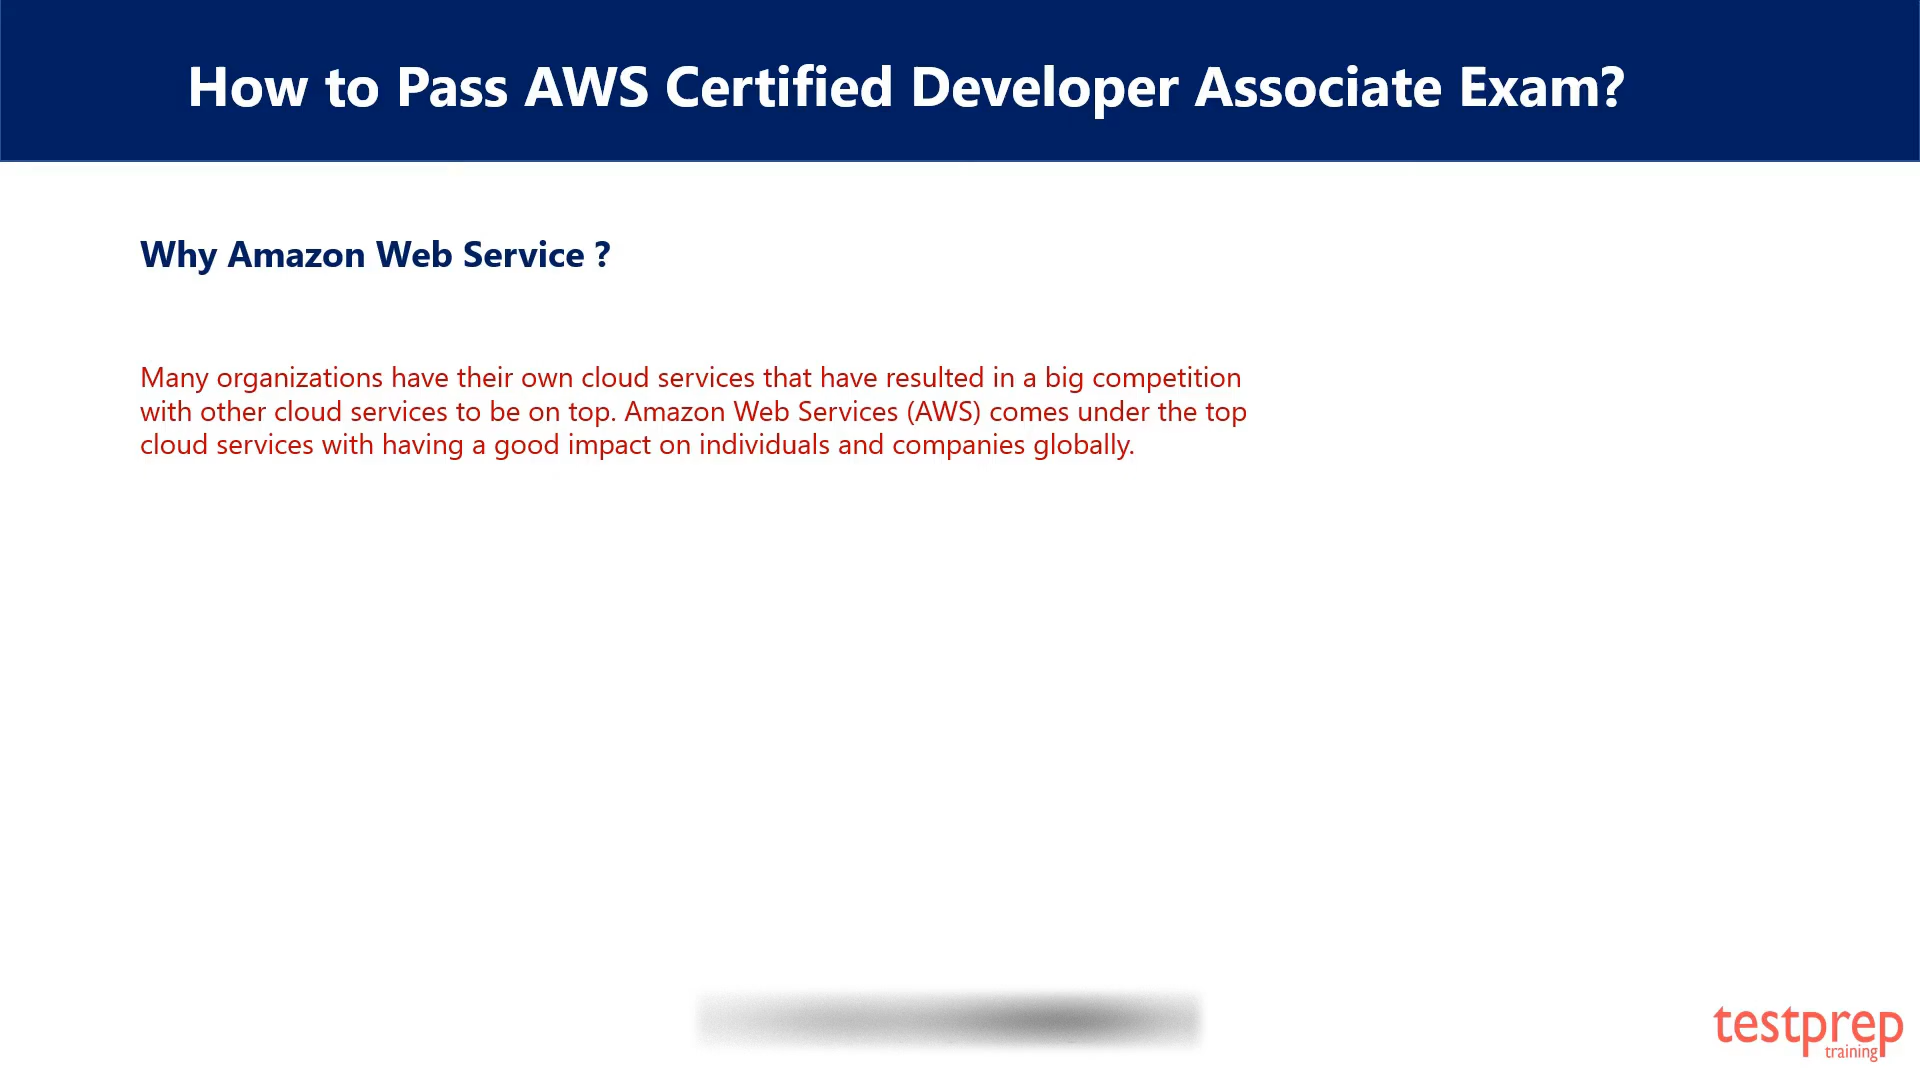 How to Pass AWS Certified Developer Associate Exam?
Why Amazon Web Service ?
Many organizations have their own cloud services that have resulted in a big competition
with other cloud services to be on top. Amazon Web Services (AWS) comes under the top
cloud services with having a good impact on individuals and companies globally.
testprep
training